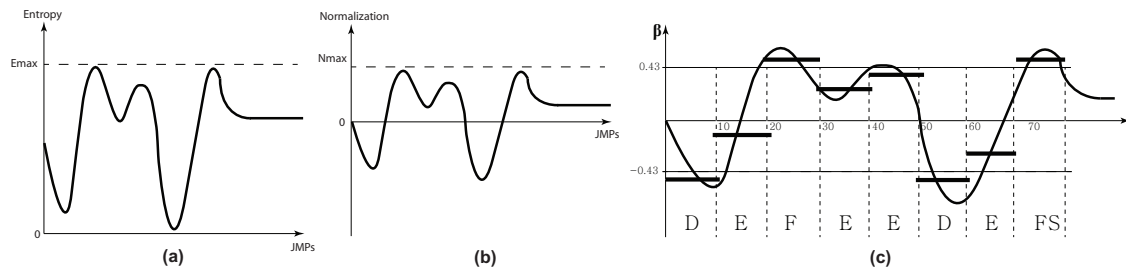 Entropy
Emax
0
JMPs
(a)
Normalization
Nmax
0
JMPs
(b)
β
0.43
10 20 30 40 50 60 70
−0.43
D E F E E D E FS
(c)